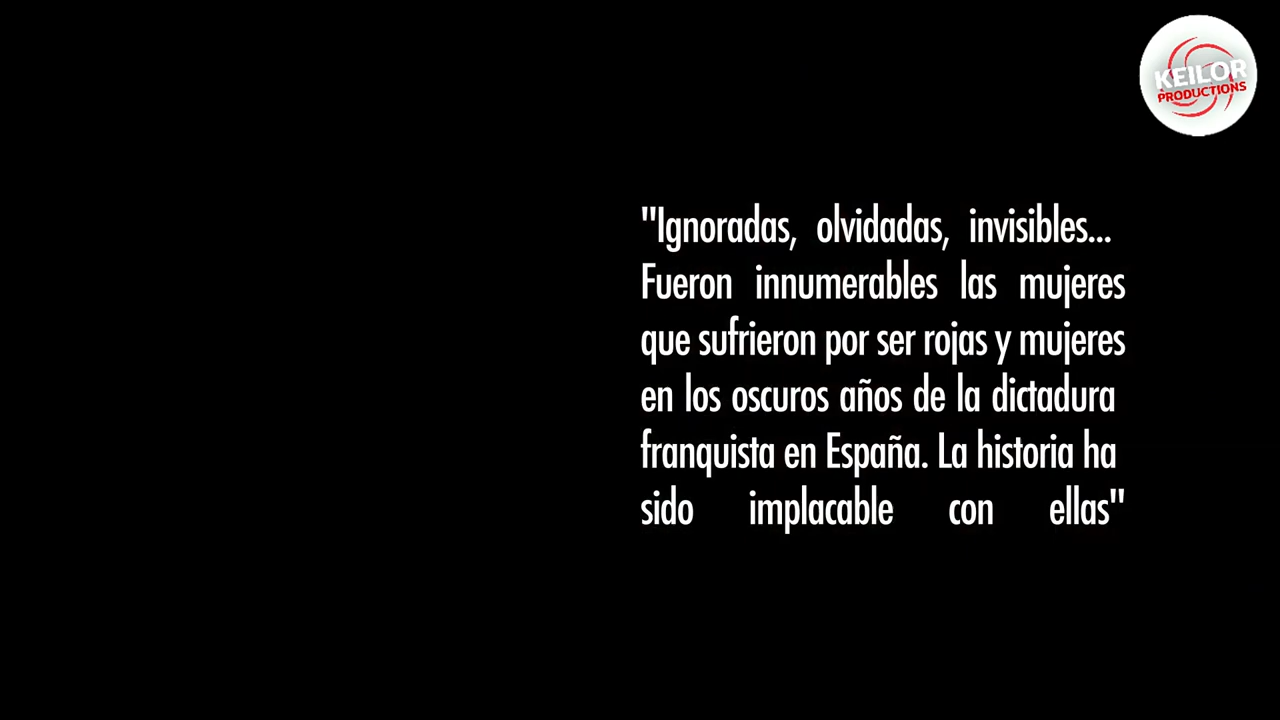 KEILOR
PRODUCTIONS
"Ignoradas, olvidadas, invisibles...
Fueron innumerables las mujeres
que sufrieron por ser rojas y mujeres
en los oscuros años de la dictadura
franquista en España. La historia ha
sido implacable con ellas"